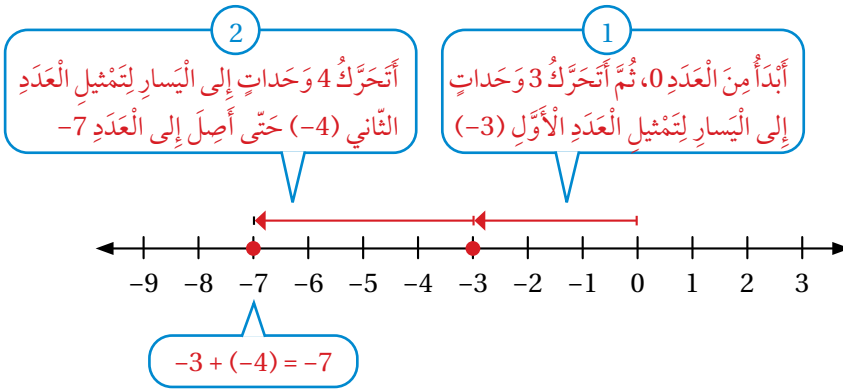 1
أَبْدَأُ مِنَ الْعَدَدِ 0، ثُمَّ أَتَحَرَّكُ 3 وَحَداتٍ
إِلى الْيَسارِ لِتَمْثيلِ الْعَدَدِ الْأَوَّلِ (−3)
2
أَتَحَرَّكُ 4 وَحَداتٍ إِلى الْيَسارِ لِتَمْثيلِ الْعَدَدِ
الثّاني (−4) حَتّى أَصِلَ إِلى الْعَدَدِ −7
−9 −8 −7 −6 −5 −4 −3 −2 −1 0 1 2 3
−3 + (−4) = −7